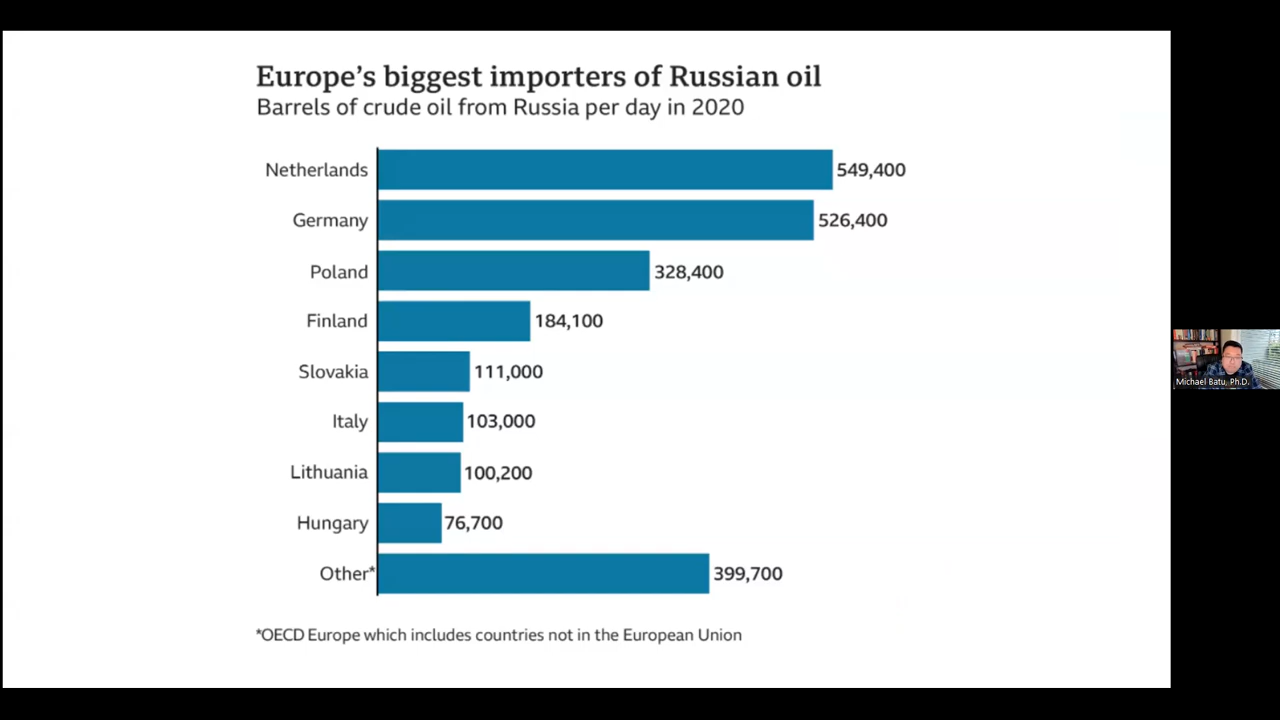 Europe's biggest importers of Russian oil
Barrels of crude oil from Russia per day in 2020
Netherlands 549,400
Germany 526,400
Poland 328,400
Finland 184,100
Slovakia 111,000
Italy 103,000
Lithuania 100,200
Hungary 76,700
Other* 399,700
*OECD Europe which includes countries not in the European Union
Michael Batu, Ph.D.